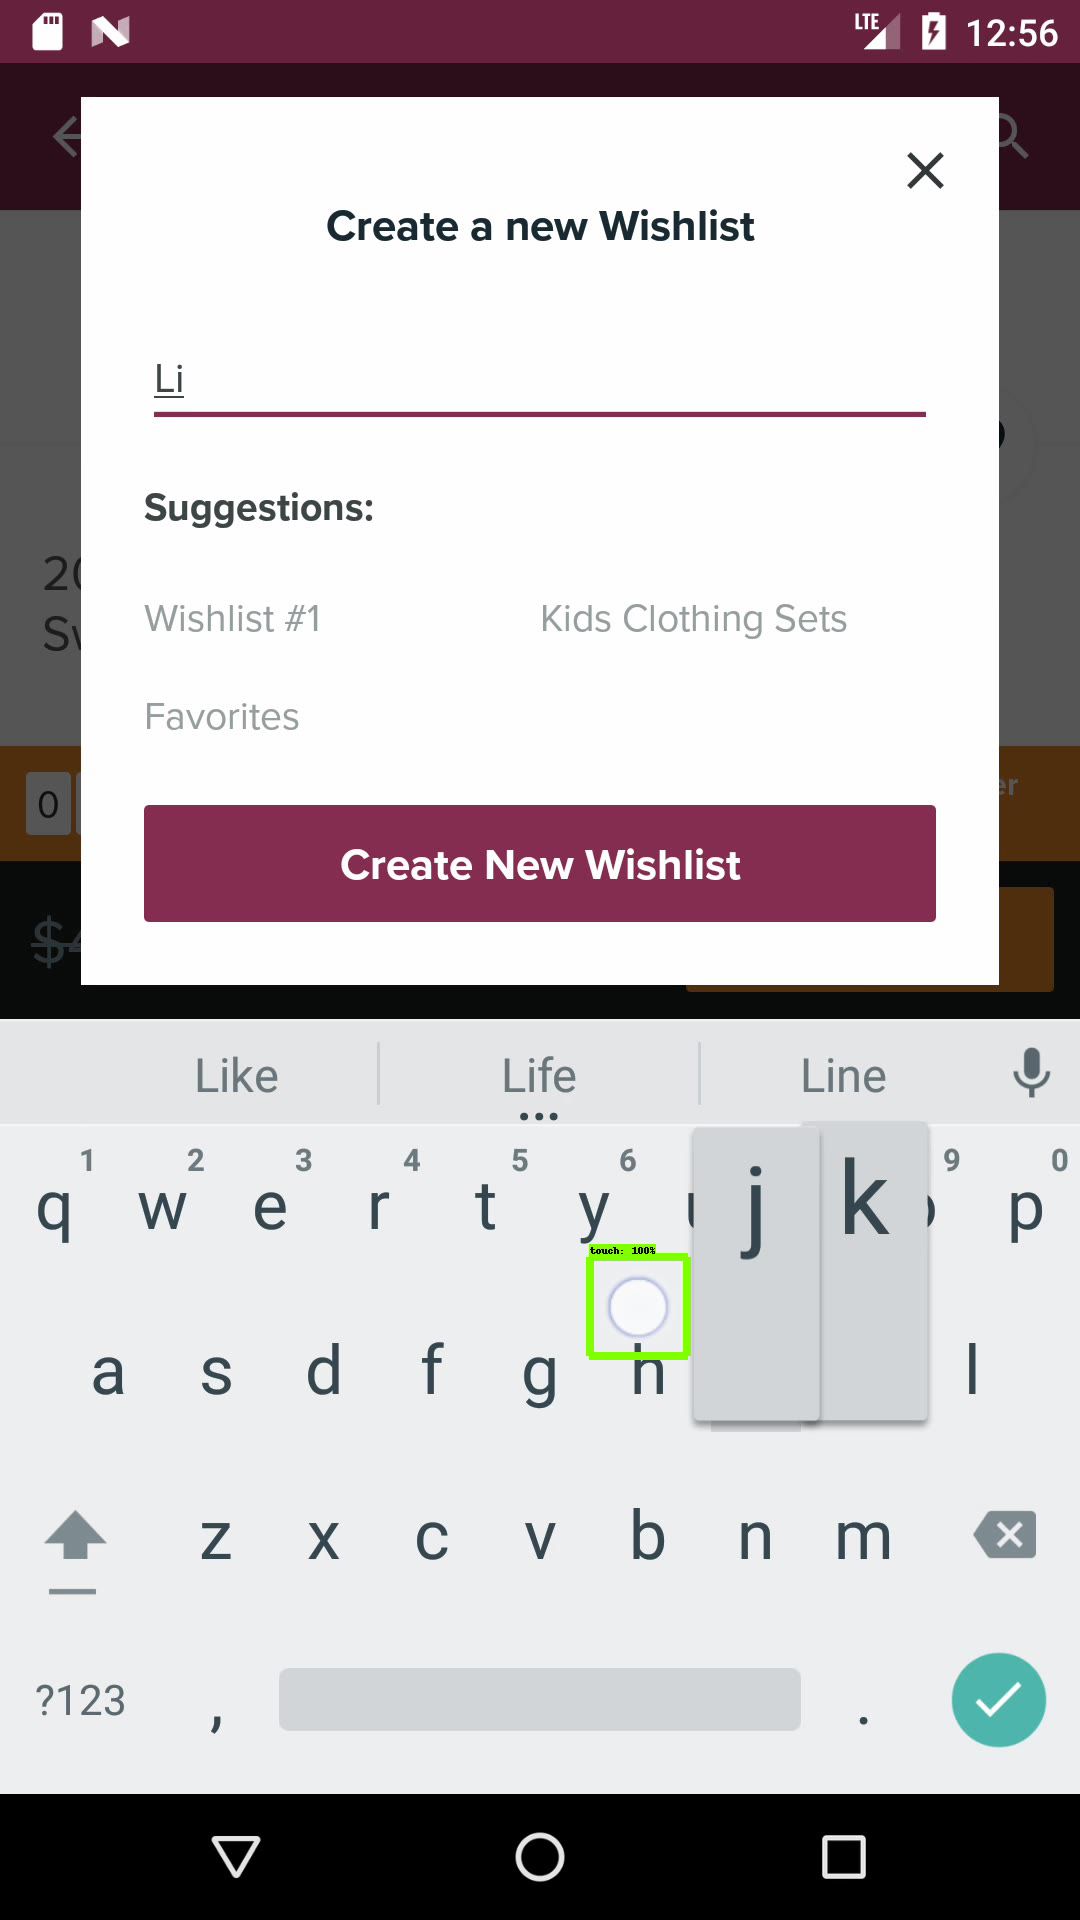 LTE 12:56
Create a new Wishlist
Li
Suggestions:
Wishlist #1 Kids Clothing Sets
Favorites
0
Create New Wishlist
Like Life Line
1 2 3 4 5 6 9 0
q w e r t y j k p
touch: 100%
a s d f g h l
z x c v b n m
?123 , .